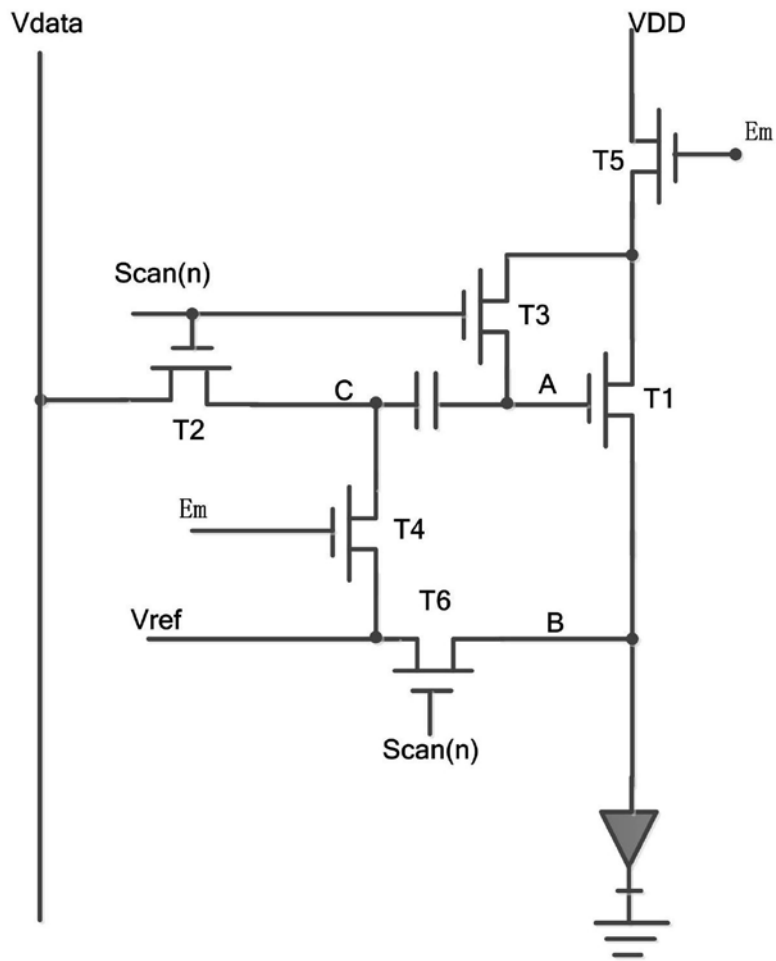 Vdata
VDD
Em
T5
Scan(n)
T3
C
A
T1
T2
Em
T4
T6
Vref
B
Scan(n)